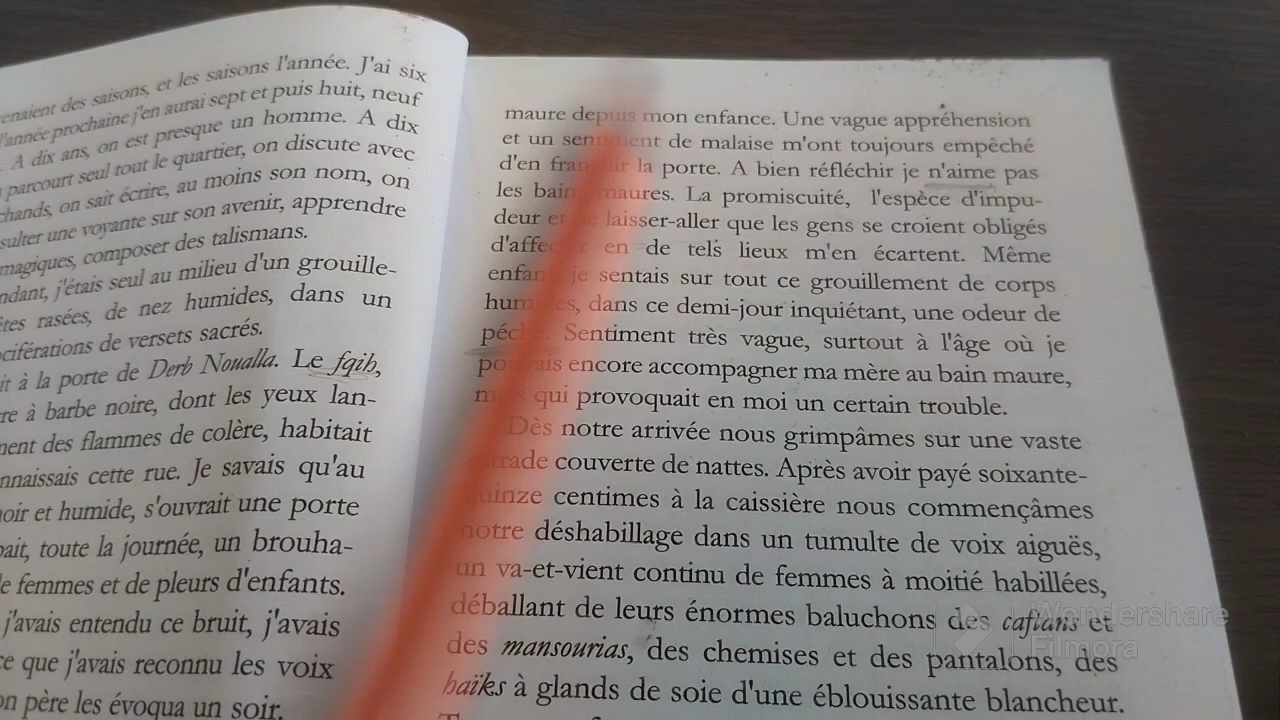 naient des saisons, et les saisons l'année. J'ai six
l'année prochaine j'en aurai sept et puis huit, neuf
. A dix ans, on est presque un homme. A dix
parcourt seul tout le quartier, on discute avec
chands, on sait écrire, au moins son nom, on
sulter une voyante sur son avenir, apprendre
magiques, composer des talismans.
ndant, j'étais seul au milieu d'un grouille-
tes rasées, de nez humides, dans un
ciférations de versets sacrés.
it à la porte de Derb Noualla. Le fqih,
re à barbe noire, dont les yeux lan-
ment des flammes de colère, habitait
nnaissais cette rue. Je savais qu'au
noir et humide, s'ouvrait une porte
pait, toute la journée, un brouha-
e femmes et de pleurs d'enfants.
j'avais entendu ce bruit, j'avais
ce que j'avais reconnu les voix
on père les évoqua un soir.
maure depuis mon enfance. Une vague appréhension
et un sentiment de malaise m'ont toujours empêché
d'en franchir la porte. A bien réfléchir je n'aime pas
les bains maures. La promiscuité, l'espèce d'impu-
deur et de laisser-aller que les gens se croient obligés
d'affecter en de tels lieux m'en écartent. Même
enfant, je sentais sur tout ce grouillement de corps
humides, dans ce demi-jour inquiétant, une odeur de
péché. Sentiment très vague, surtout à l'âge où je
pouvais encore accompagner ma mère au bain maure,
mais qui provoquait en moi un certain trouble.
Dès notre arrivée nous grimpâmes sur une vaste
estrade couverte de nattes. Après avoir payé soixante-
quinze centimes à la caissière nous commençâmes
notre déshabillage dans un tumulte de voix aiguës,
un va-et-vient continu de femmes à moitié habillées,
déballant de leurs énormes baluchons des caftans et
des mansourias, des chemises et des pantalons, des
haïks à glands de soie d'une éblouissante blancheur.
Wondershare
Filmora